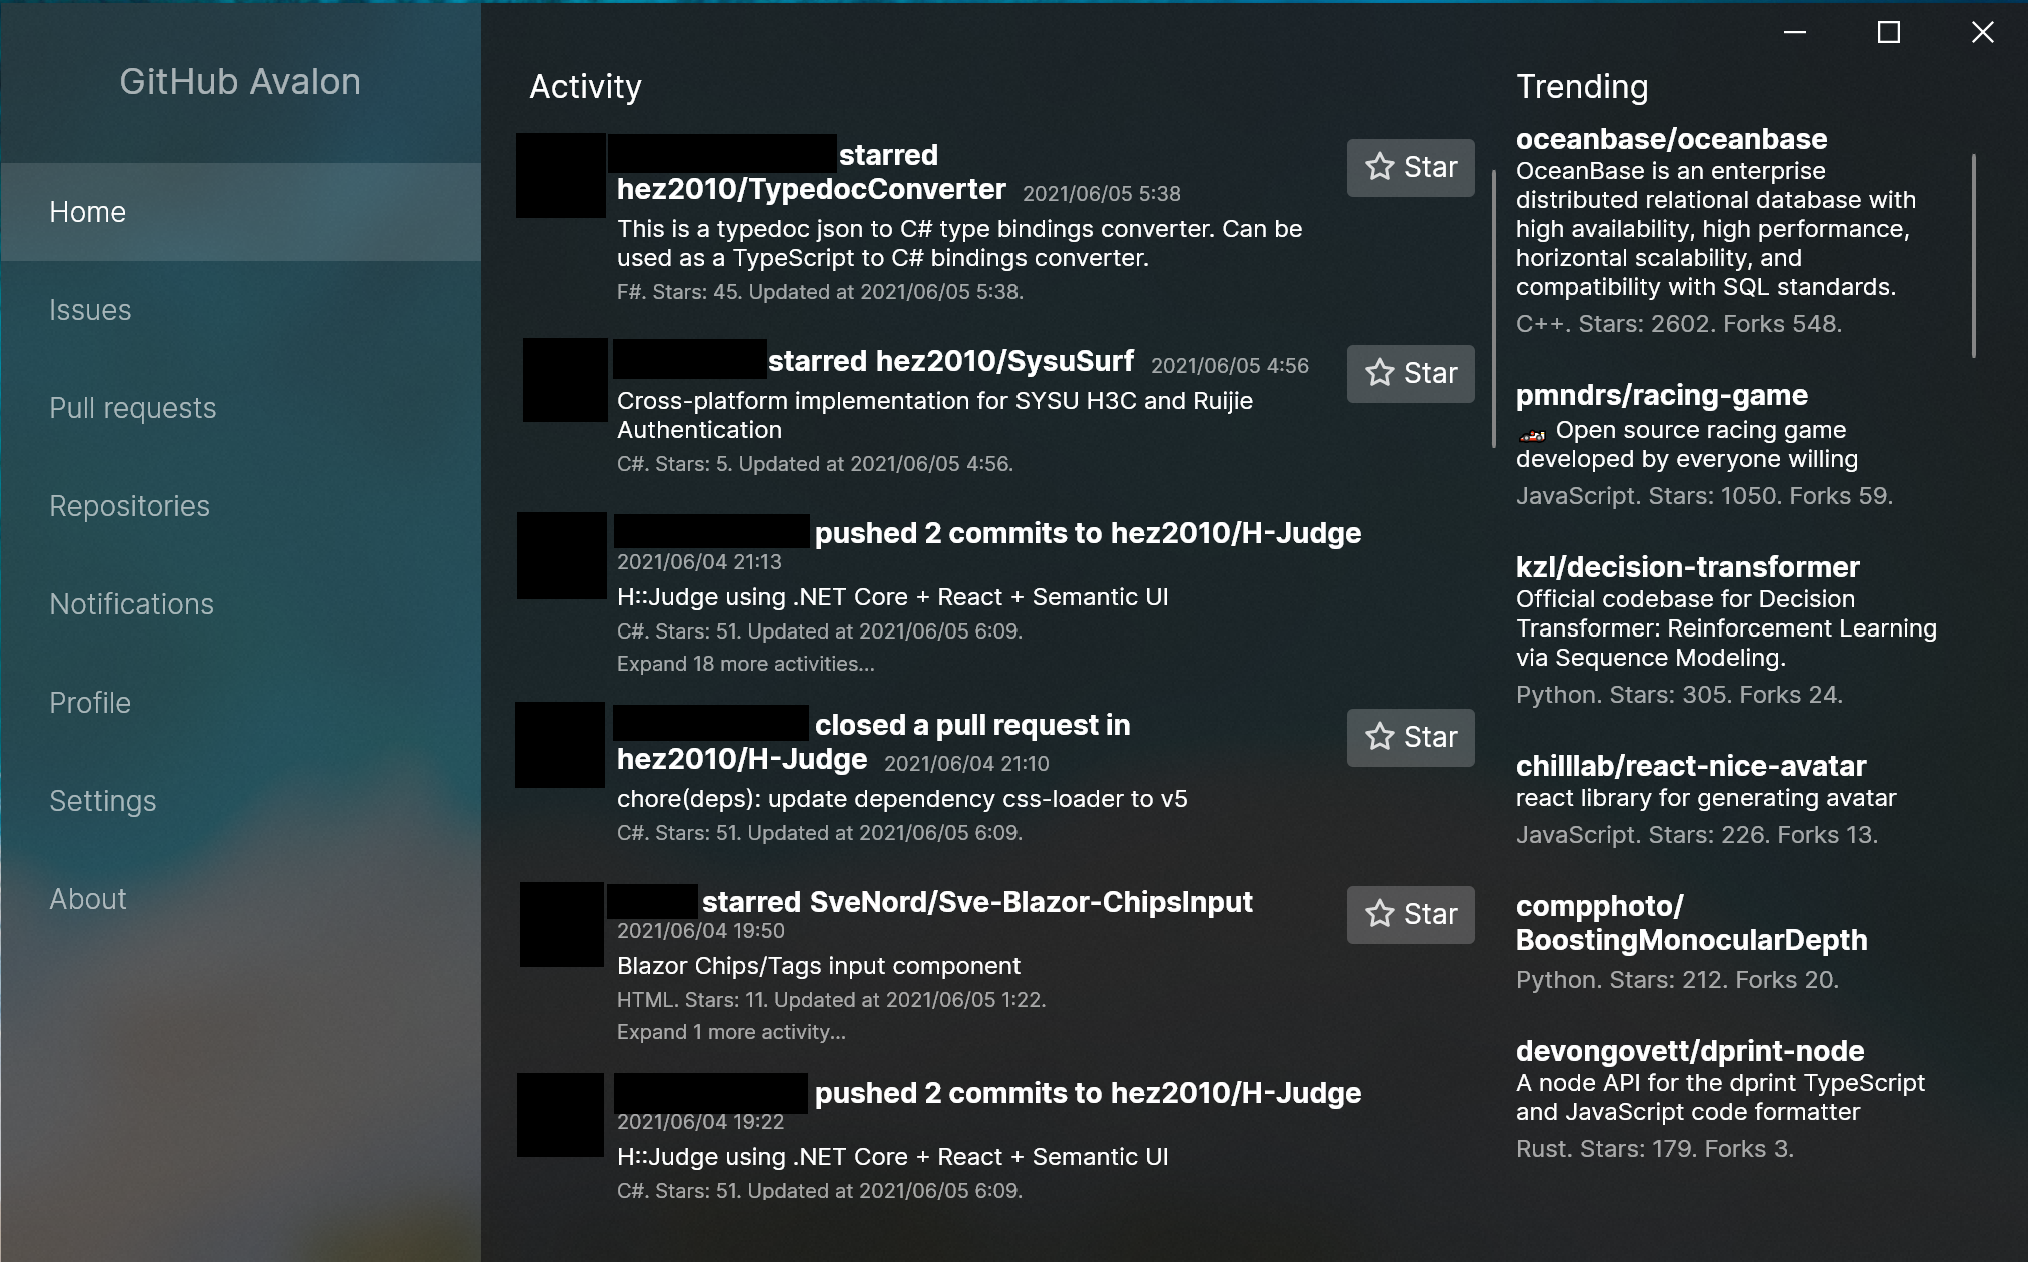 GitHub Avalon
Home
Issues
Pull requests
Repositories
Notifications
Profile
Settings
About
Activity
starred
hez2010/TypedocConverter 2021/06/05 5:38
This is a typedoc json to C# type bindings converter. Can be
used as a TypeScript to C# bindings converter.
F#. Stars: 45. Updated at 2021/06/05 5:38.
Star
starred hez2010/SysuSurf 2021/06/05 4:56
Cross-platform implementation for SYSU H3C and Ruijie
Authentication
C#. Stars: 5. Updated at 2021/06/05 4:56.
Star
pushed 2 commits to hez2010/H-Judge
2021/06/04 21:13
H::Judge using .NET Core + React + Semantic UI
C#. Stars: 51. Updated at 2021/06/05 6:09.
Expand 18 more activities...
closed a pull request in
hez2010/H-Judge 2021/06/04 21:10
chore(deps): update dependency css-loader to v5
C#. Stars: 51. Updated at 2021/06/05 6:09.
Star
starred SveNord/Sve-Blazor-ChipsInput
2021/06/04 19:50
Blazor Chips/Tags input component
HTML. Stars: 11. Updated at 2021/06/05 1:22.
Expand 1 more activity...
Star
pushed 2 commits to hez2010/H-Judge
2021/06/04 19:22
H::Judge using .NET Core + React + Semantic UI
C#. Stars: 51. Updated at 2021/06/05 6:09.
Trending
oceanbase/oceanbase
OceanBase is an enterprise
distributed relational database with
high availability, high performance,
horizontal scalability, and
compatibility with SQL standards.
C++. Stars: 2602. Forks 548.
pmndrs/racing-game
🏎 Open source racing game
developed by everyone willing
JavaScript. Stars: 1050. Forks 59.
kzl/decision-transformer
Official codebase for Decision
Transformer: Reinforcement Learning
via Sequence Modeling.
Python. Stars: 305. Forks 24.
chilllab/react-nice-avatar
react library for generating avatar
JavaScript. Stars: 226. Forks 13.
compphoto/
BoostingMonocularDepth
Python. Stars: 212. Forks 20.
devongovett/dprint-node
A node API for the dprint TypeScript
and JavaScript code formatter
Rust. Stars: 179. Forks 3.